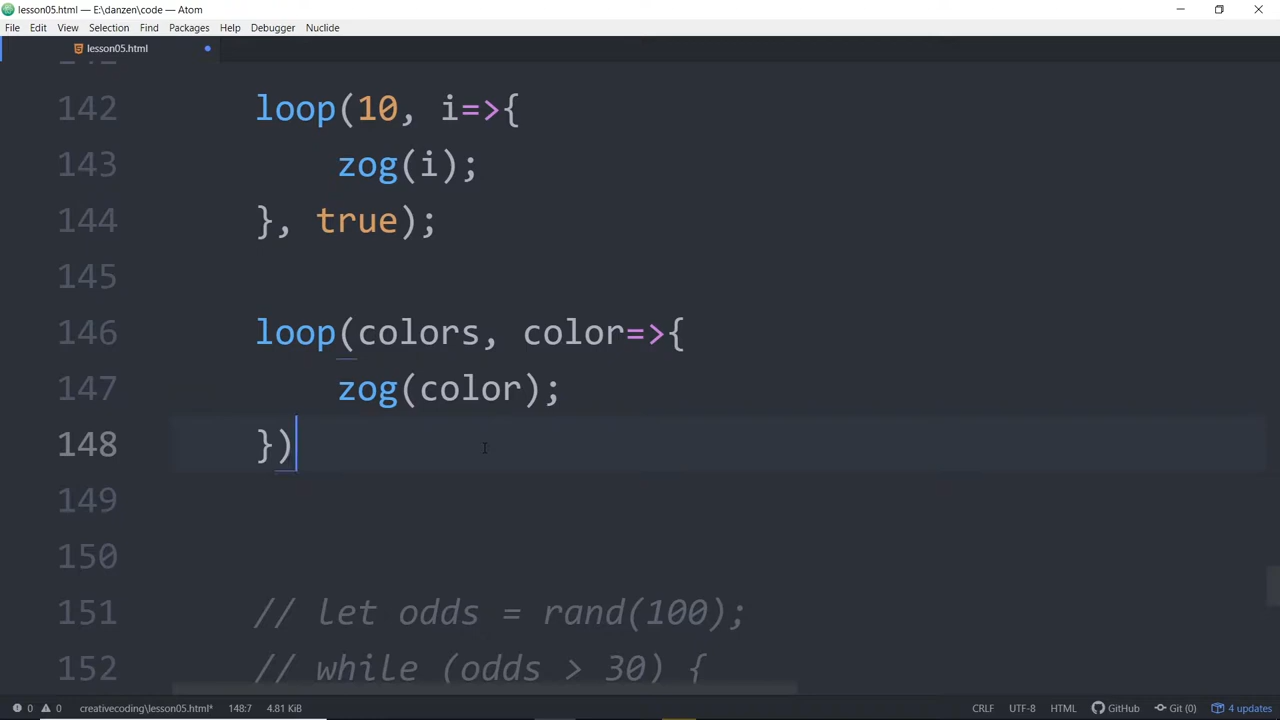 lesson05.html — E:\danzen\code — Atom
File Edit View Selection Find Packages Help Debugger Nuclide
lesson05.html
142 loop(10, i=>{
143 zog(i);
144 }, true);
145
146 loop(colors, color=>{
147 zog(color);
148 })
149
150
151 // let odds = rand(100);
152 // while (odds > 30) {
0 0 creativecoding\lesson05.html* 148:7 4.81 KiB CRLF UTF-8 HTML GitHub Git (0) 4 updates